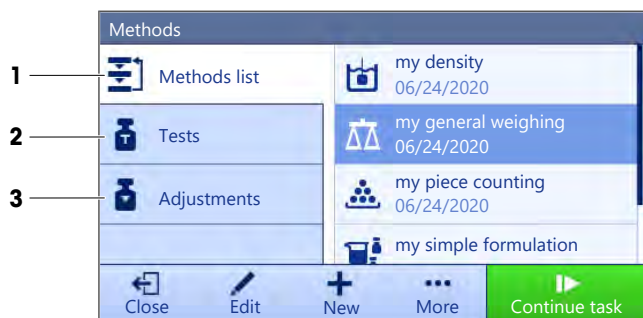 Methods
1
Methods list
2
Tests
3
Adjustments
my density
06/24/2020
my general weighing
06/24/2020
my piece counting
06/24/2020
my simple formulation
Close
Edit
New
More
Continue task